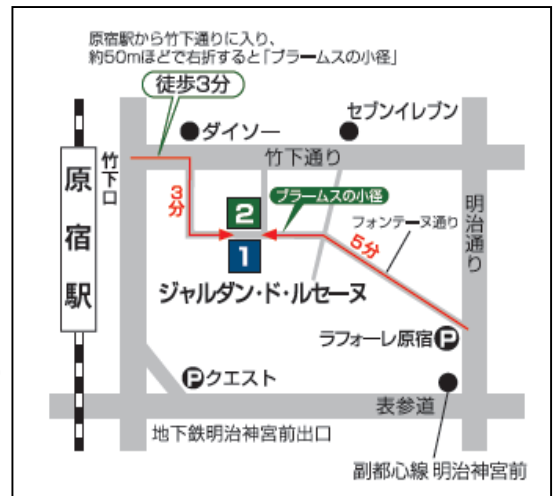 原宿駅から竹下通りに入り、
約50mほどで右折すると「ブラームスの小径」
徒歩3分
セブンイレブン
ダイソー
竹下口
竹下通り
原宿駅
3分
2
ブラームスの小径
明治通り
フォンテーヌ通り
1
5分
ジャルダン・ド・ルセーヌ
ラフォーレ原宿P
Pクエスト
表参道
地下鉄明治神宮前出口
副都心線 明治神宮前